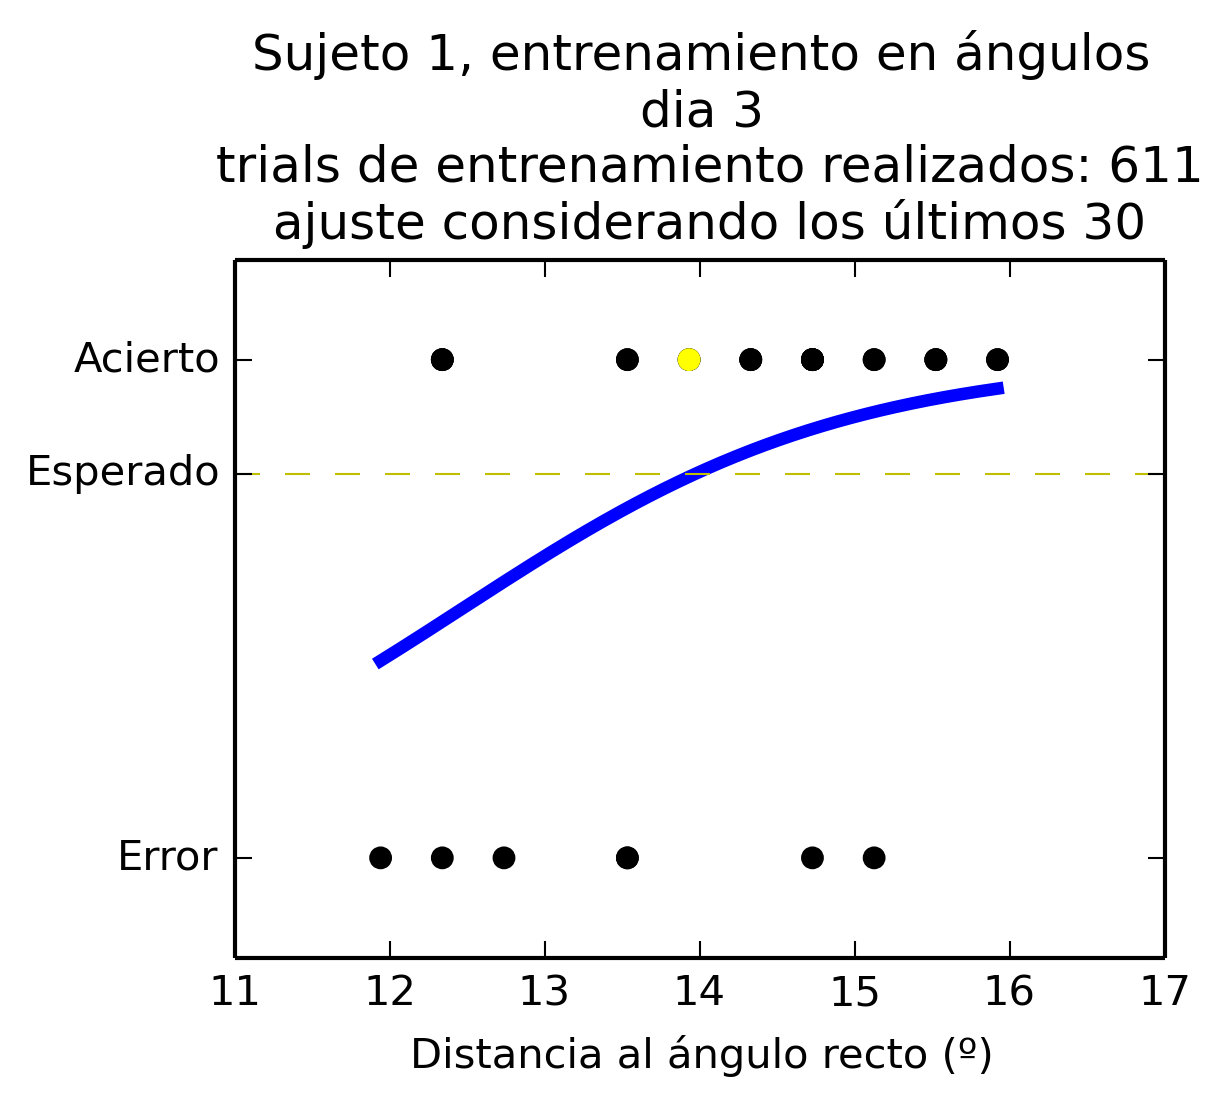 Sujeto 1, entrenamiento en ángulos
dia 3
trials de entrenamiento realizados: 611
ajuste considerando los últimos 30
Acierto
Esperado
Error
11 12 13 14 15 16 17
Distancia al ángulo recto (º)